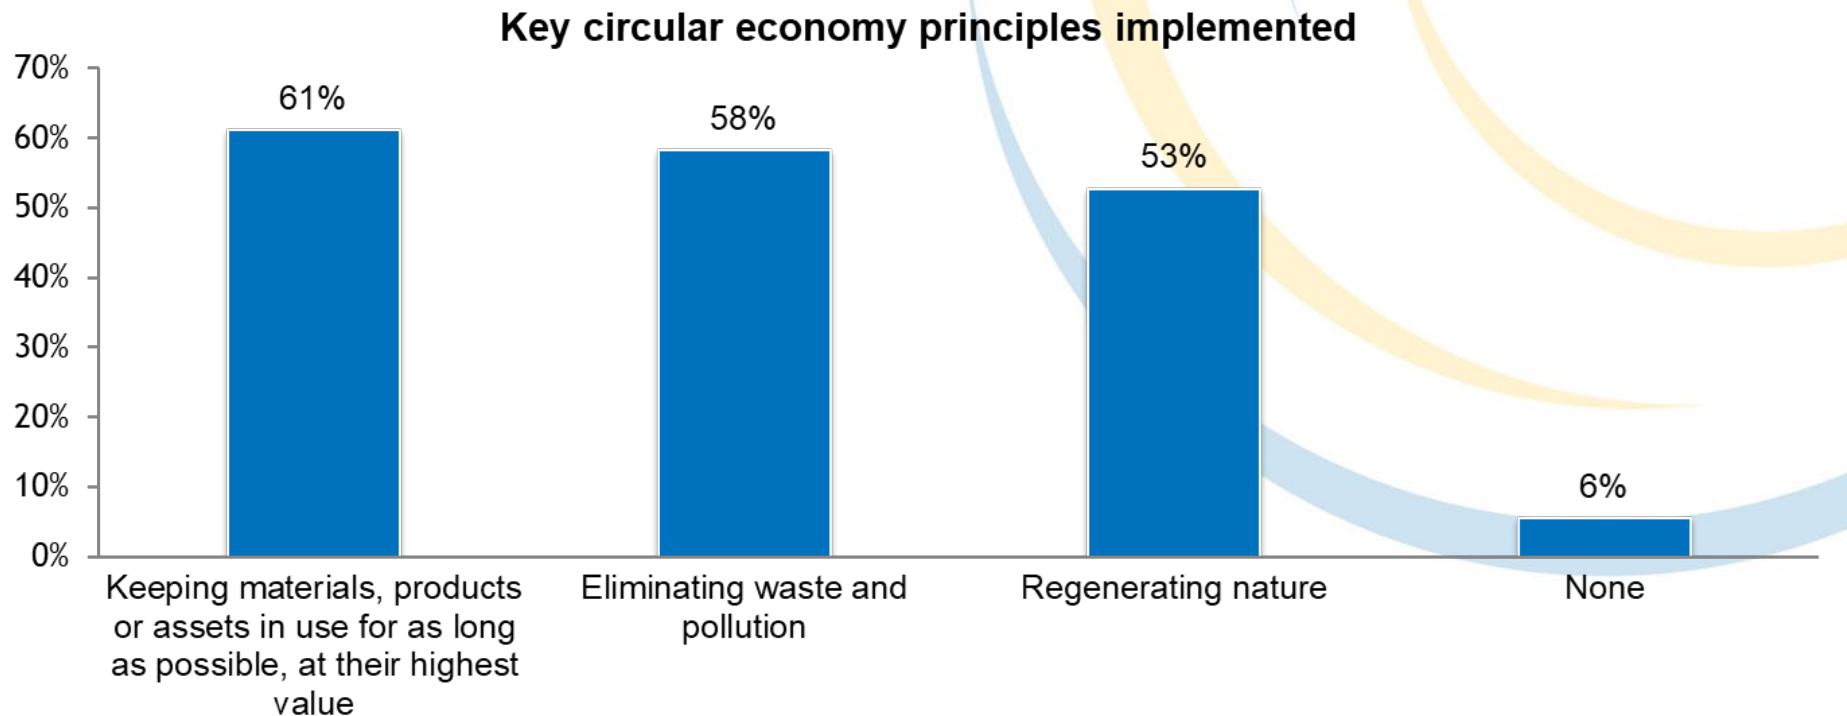 Key circular economy principles implemented
70%
60%
50%
40%
30%
20%
10%
0%
61%
58%
53%
6%
Keeping materials, products
or assets in use for as long
as possible, at their highest
value
Eliminating waste and
pollution
Regenerating nature
None